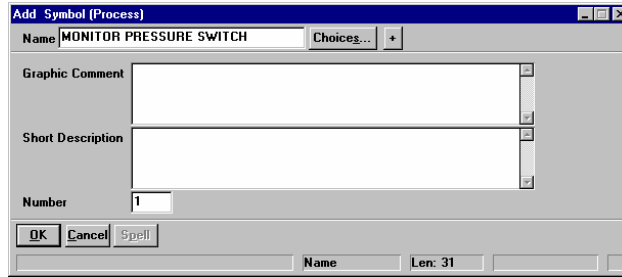 Add Symbol (Process)
Name MONITOR PRESSURE SWITCH Choices... +
Graphic Comment
Short Description
Number 1
OK Cancel Spell
Name Len: 31